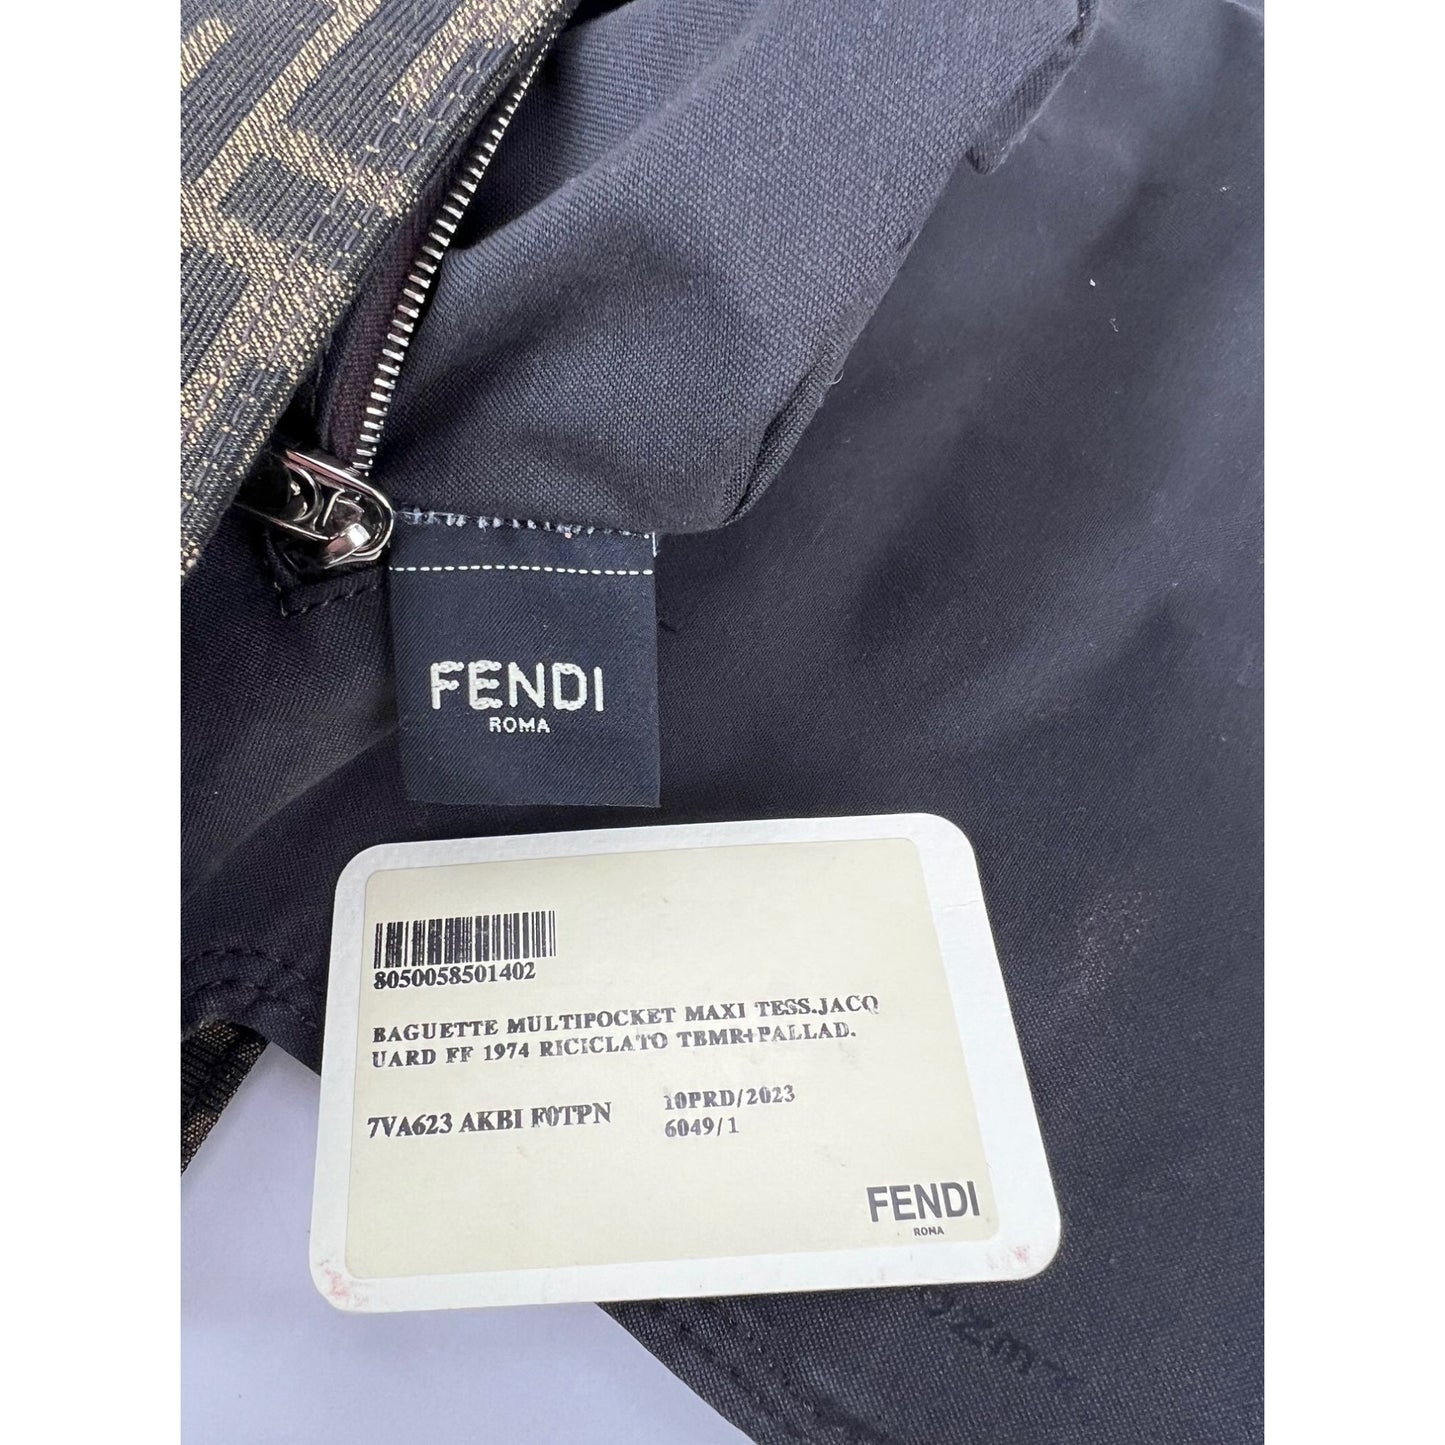 FENDI
ROMA
8050058501402
BAGUETTE MULTIPOCKET MAXI TESS.JACQ
UARD FF 1974 RICICLATO TBMR+PALLAD.
7VA623 AKBI F0TPN
10PRD/2023
6049/1
FENDI
ROMA